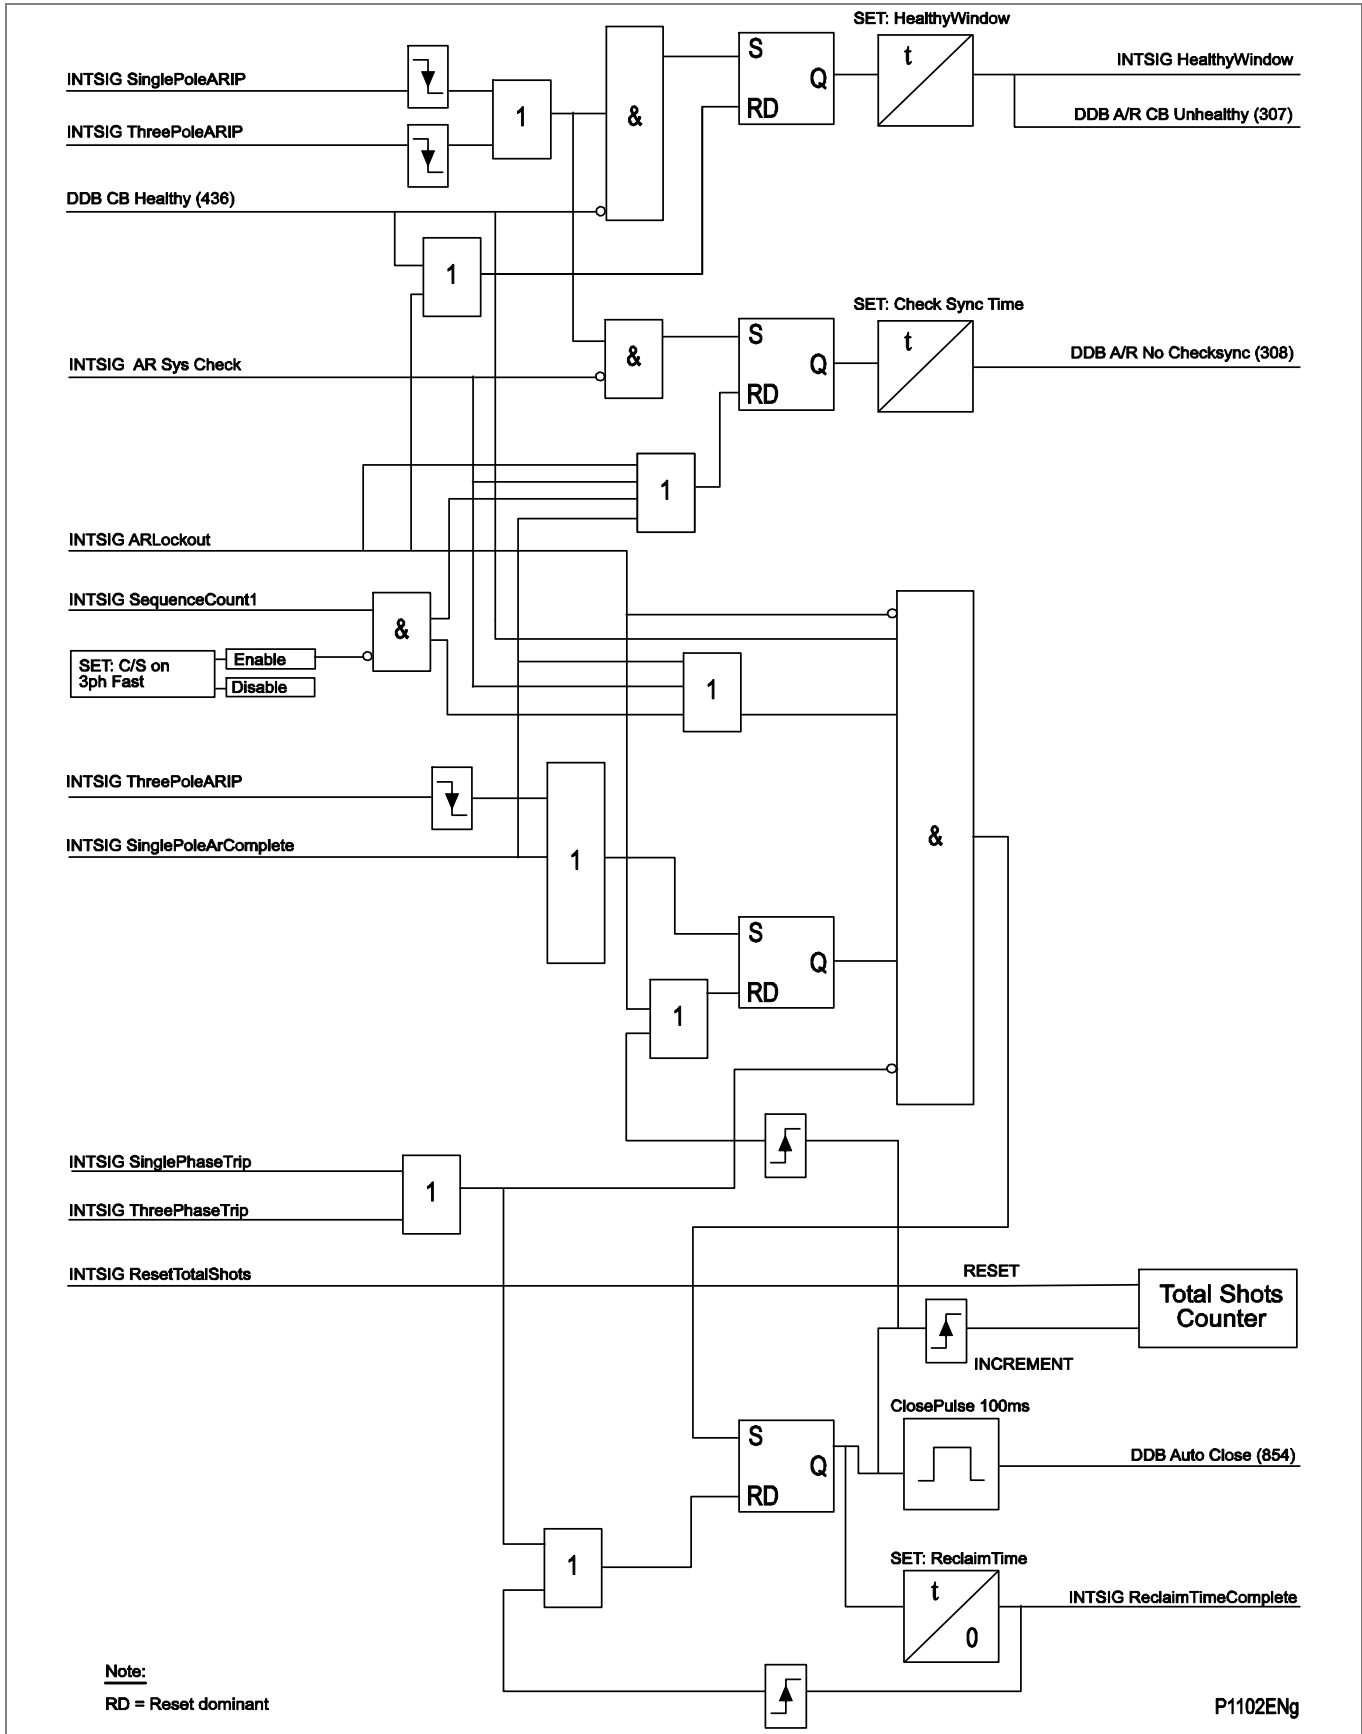 SET: HealthyWindow
INTSIG SinglePoleARIP
1
&
S
Q
RD
t
INTSIG HealthyWindow
DDB A/R CB Unhealthy (307)
INTSIG ThreePoleARIP
DDB CB Healthy (436)
1
SET: Check Sync Time
INTSIG AR Sys Check
&
S
Q
RD
t
DDB A/R No Checksync (308)
1
INTSIG ARLockout
INTSIG SequenceCount1
&
SET: C/S on
3ph Fast
Enable
Disable
1
INTSIG ThreePoleARIP
INTSIG SinglePoleArComplete
1
&
S
Q
RD
1
INTSIG SinglePhaseTrip
1
INTSIG ThreePhaseTrip
INTSIG ResetTotalShots
RESET
Total Shots
Counter
INCREMENT
ClosePulse 100ms
S
Q
RD
DDB Auto Close (854)
1
SET: ReclaimTime
t
0
INTSIG ReclaimTimeComplete
Note:
RD = Reset dominant
P1102ENg